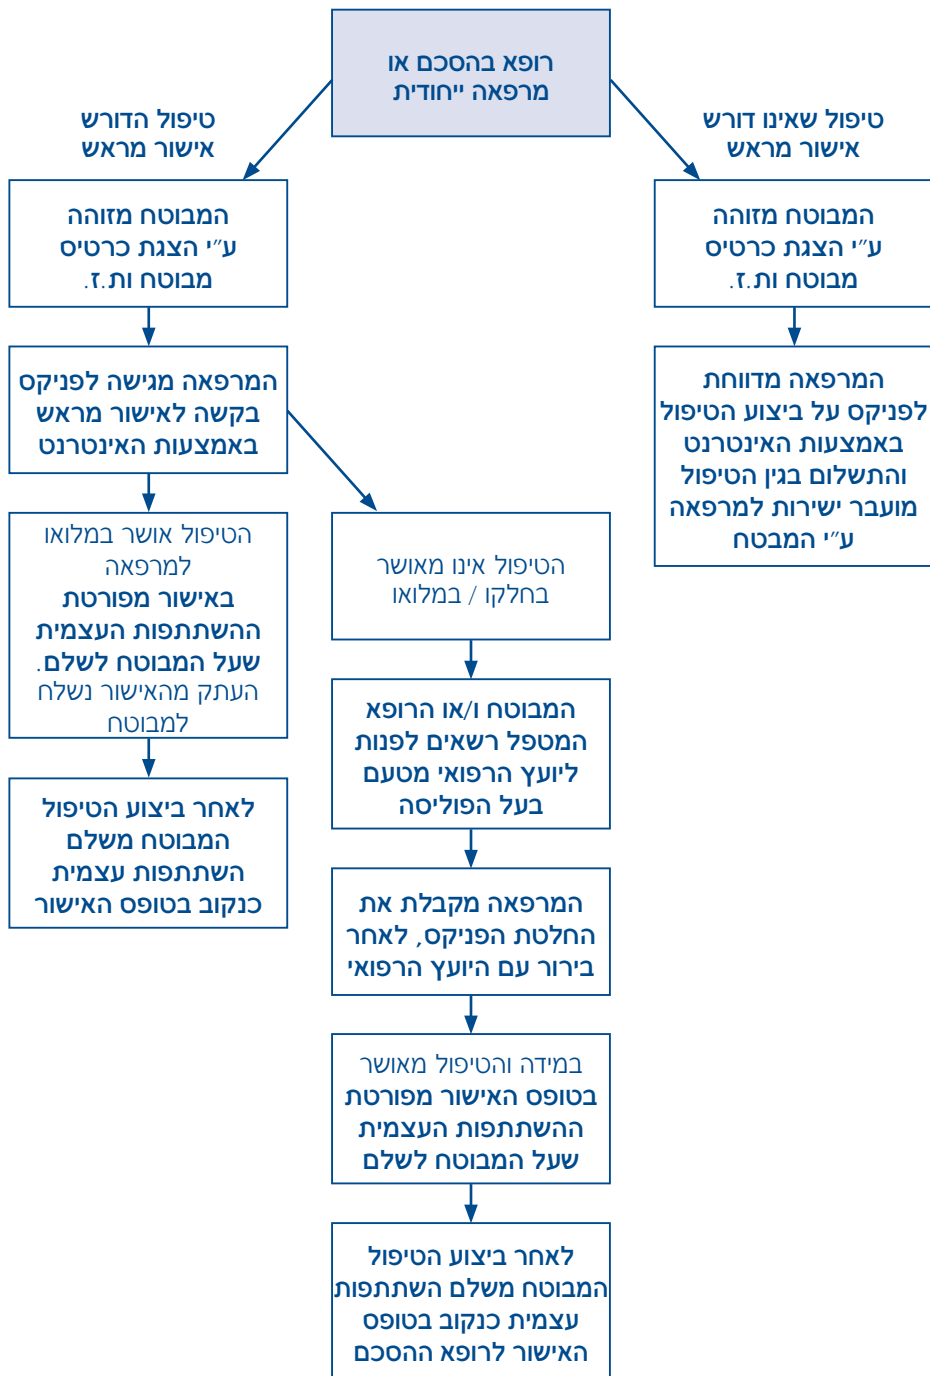 רופא בהסכם או
מרפאה ייחודית
טיפול שאינו דורש
אישור מראש
המבוטח מזוהה
ע״י הצגת כרטיס
מבוטח ות.ז.
המרפאה מדווחת
לפניקס על ביצוע הטיפול
באמצעות האינטרנט
והתשלום בגין הטיפול
מועבר ישירות למרפאה
ע״י המבטח
טיפול הדורש
אישור מראש
המבוטח מזוהה
ע״י הצגת כרטיס
מבוטח ות.ז.
המרפאה מגישה לפניקס
בקשה לאישור מראש
באמצעות האינטרנט
הטיפול אושר במלואו
למרפאה
באישור מפורטת
ההשתתפות העצמית
שעל המבוטח לשלם.
העתק מהאישור נשלח
למבוטח
לאחר ביצוע הטיפול
המבוטח משלם
השתתפות עצמית
כנקוב בטופס האישור
הטיפול אינו מאושר
בחלקו / במלואו
המבוטח ו/או הרופא
המטפל רשאים לפנות
ליועץ הרפואי מטעם
בעל הפוליסה
המרפאה מקבלת את
החלטת הפניקס, לאחר
בירור עם היועץ הרפואי
במידה והטיפול מאושר
בטופס האישור מפורטת
ההשתתפות העצמית
שעל המבוטח לשלם
לאחר ביצוע הטיפול
המבוטח משלם השתתפות
עצמית כנקוב בטופס
האישור לרופא ההסכם